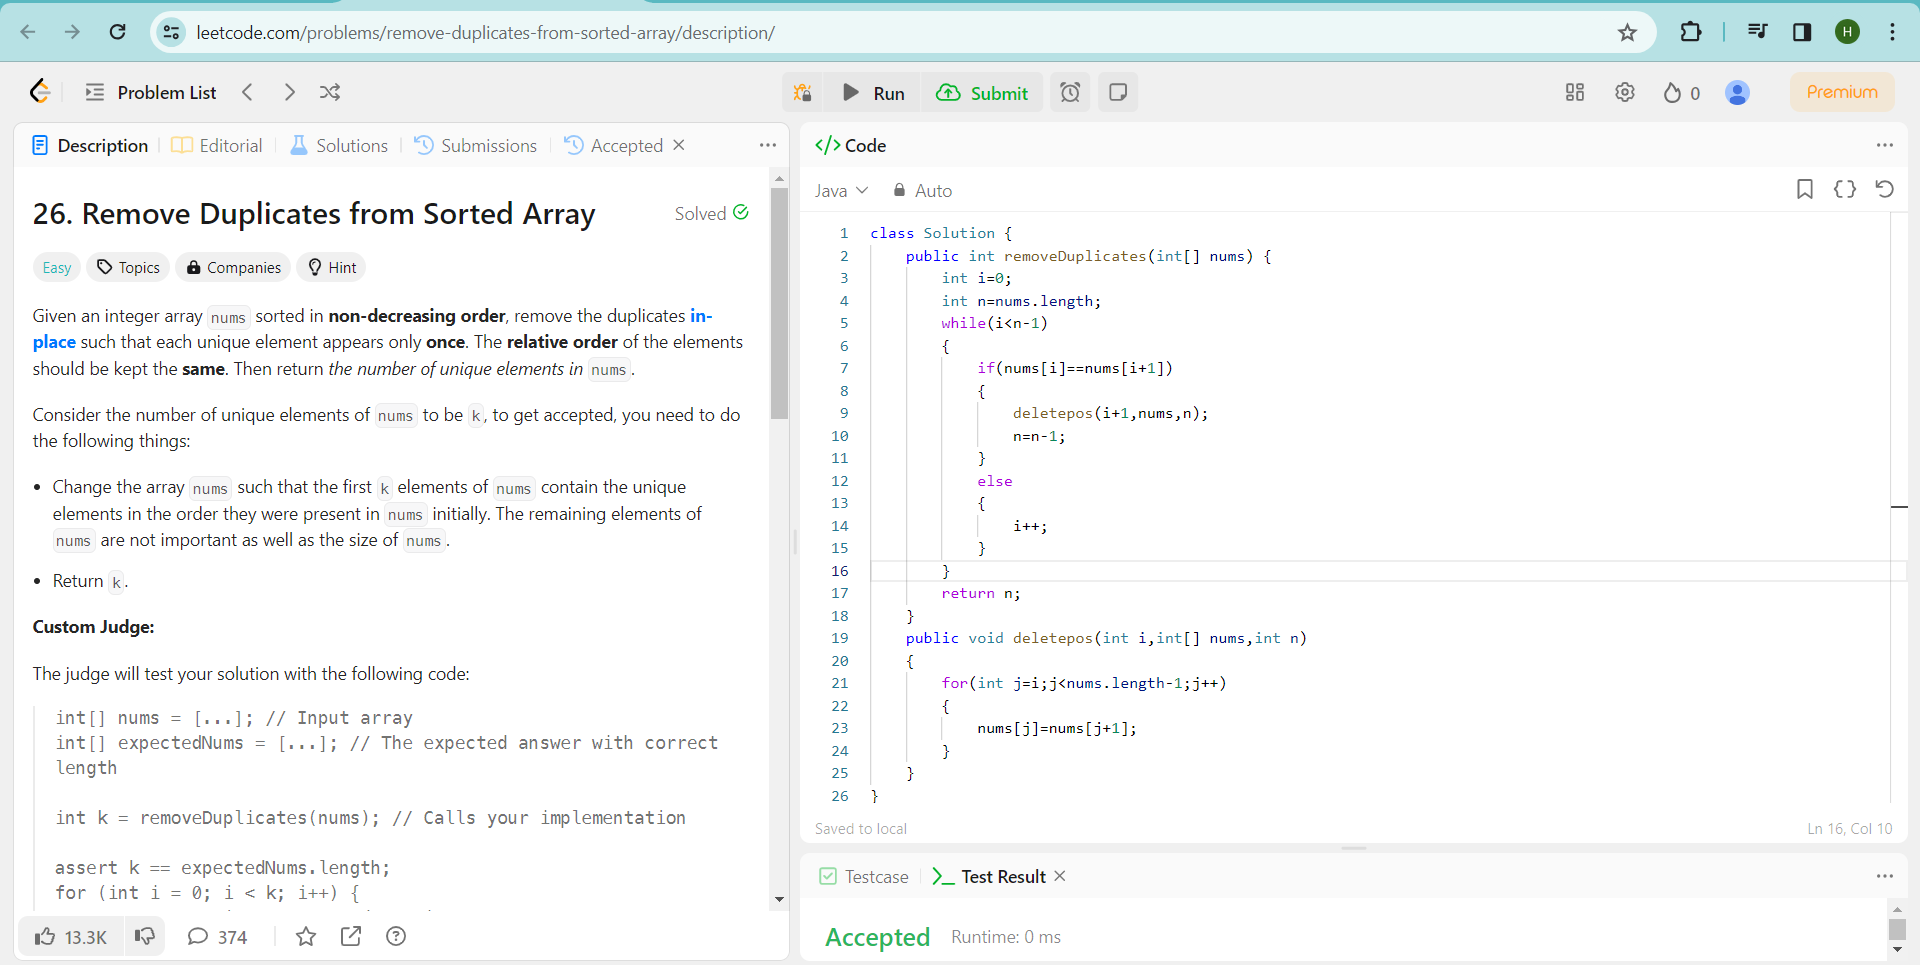 leetcode.com/problems/remove-duplicates-from-sorted-array/description/
H
Problem List
Run
Submit
0
Premium
Description
Editorial
Solutions
Submissions
Accepted
26. Remove Duplicates from Sorted Array
Solved
Easy
Topics
Companies
Hint
Given an integer array nums sorted in non-decreasing order, remove the duplicates in-
place such that each unique element appears only once. The relative order of the elements
should be kept the same. Then return the number of unique elements in nums.
Consider the number of unique elements of nums to be k, to get accepted, you need to do
the following things:
• Change the array nums such that the first k elements of nums contain the unique
elements in the order they were present in nums initially. The remaining elements of
nums are not important as well as the size of nums.
• Return k.
Custom Judge:
The judge will test your solution with the following code:
int[] nums = [...]; // Input array
int[] expectedNums = [...]; // The expected answer with correct
length
int k = removeDuplicates(nums); // Calls your implementation
assert k == expectedNums.length;
for (int i = 0; i < k; i++) {
13.3K
374
</> Code
Java
Auto
1 class Solution {
2 public int removeDuplicates(int[] nums) {
3 int i=0;
4 int n=nums.length;
5 while(i<n-1)
6 {
7 if(nums[i]==nums[i+1])
8 {
9 deletepos(i+1,nums,n);
10 n=n-1;
11 }
12 else
13 {
14 i++;
15 }
16 }
17 return n;
18 }
19 public void deletepos(int i,int[] nums,int n)
20 {
21 for(int j=i;j<nums.length-1;j++)
22 {
23 nums[j]=nums[j+1];
24 }
25 }
26 }
Saved to local
Ln 16, Col 10
Testcase
Test Result
Accepted
Runtime: 0 ms